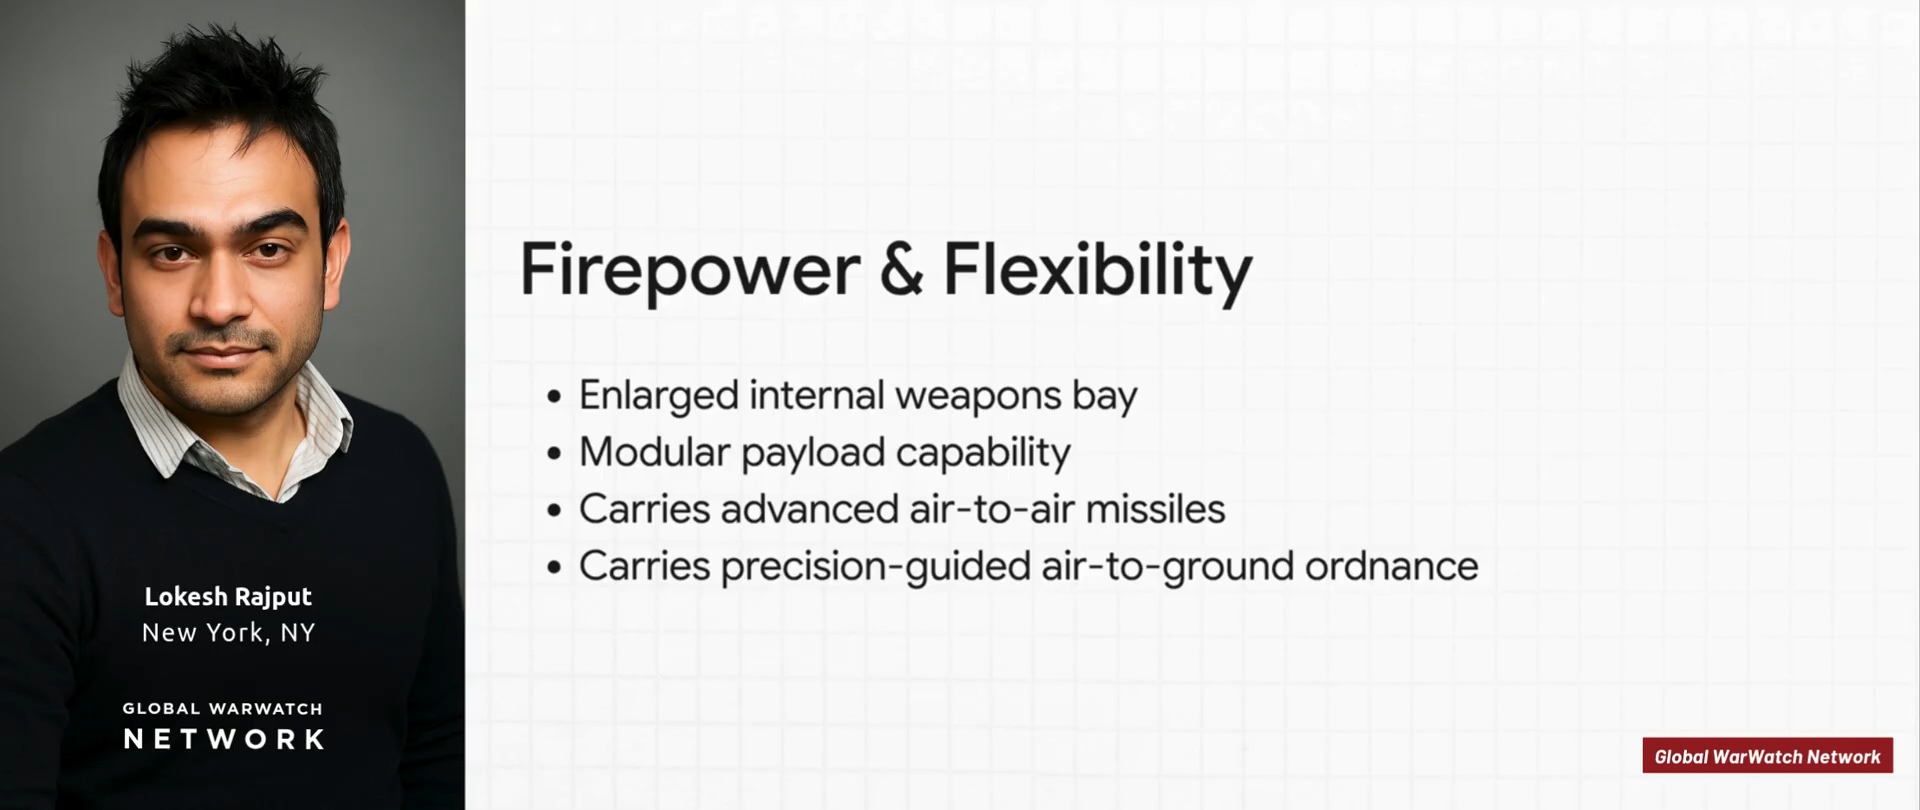 Lokesh Rajput
New York, NY
GLOBAL WARWATCH
NETWORK
Firepower & Flexibility
• Enlarged internal weapons bay
• Modular payload capability
• Carries advanced air-to-air missiles
• Carries precision-guided air-to-ground ordnance
Global WarWatch Network